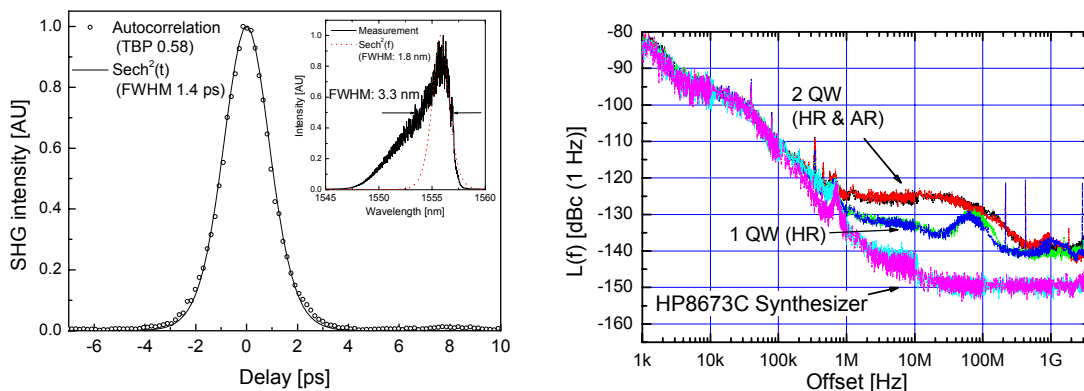 SHG intensity [AU]
1.0
0.8
0.6
0.4
0.2
0.0
Autocorrelation
(TBP 0.58)
Sech²(t)
(FWHM 1.4 ps)
-6 -4 -2 0 2 4 6 8 10
Delay [ps]
Intensity [AU]
1.0
0.8
0.6
0.4
0.2
0.0
Measurement
Sech²(f)
(FWHM: 1.8 nm)
FWHM: 3.3 nm
1545 1550 1555 1560
Wavelength [nm]
L(f) [dBc (1 Hz)]
-80
-90
-100
-110
-120
-130
-140
-150
-160
2 QW
(HR & AR)
1 QW (HR)
HP8673C Synthesizer
1k 10k 100k 1M 10M 100M 1G
Offset [Hz]